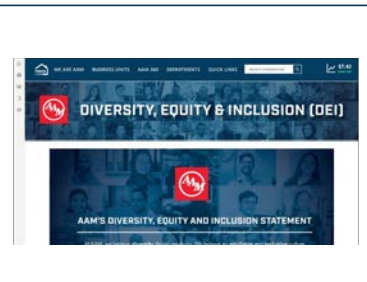 WE ARE AAM BUSINESS UNITS AAM 360 DEPARTMENTS QUICK LINKS $7.42
AAM DIVERSITY, EQUITY & INCLUSION (DEI)
AAM
AAM'S DIVERSITY, EQUITY AND INCLUSION STATEMENT